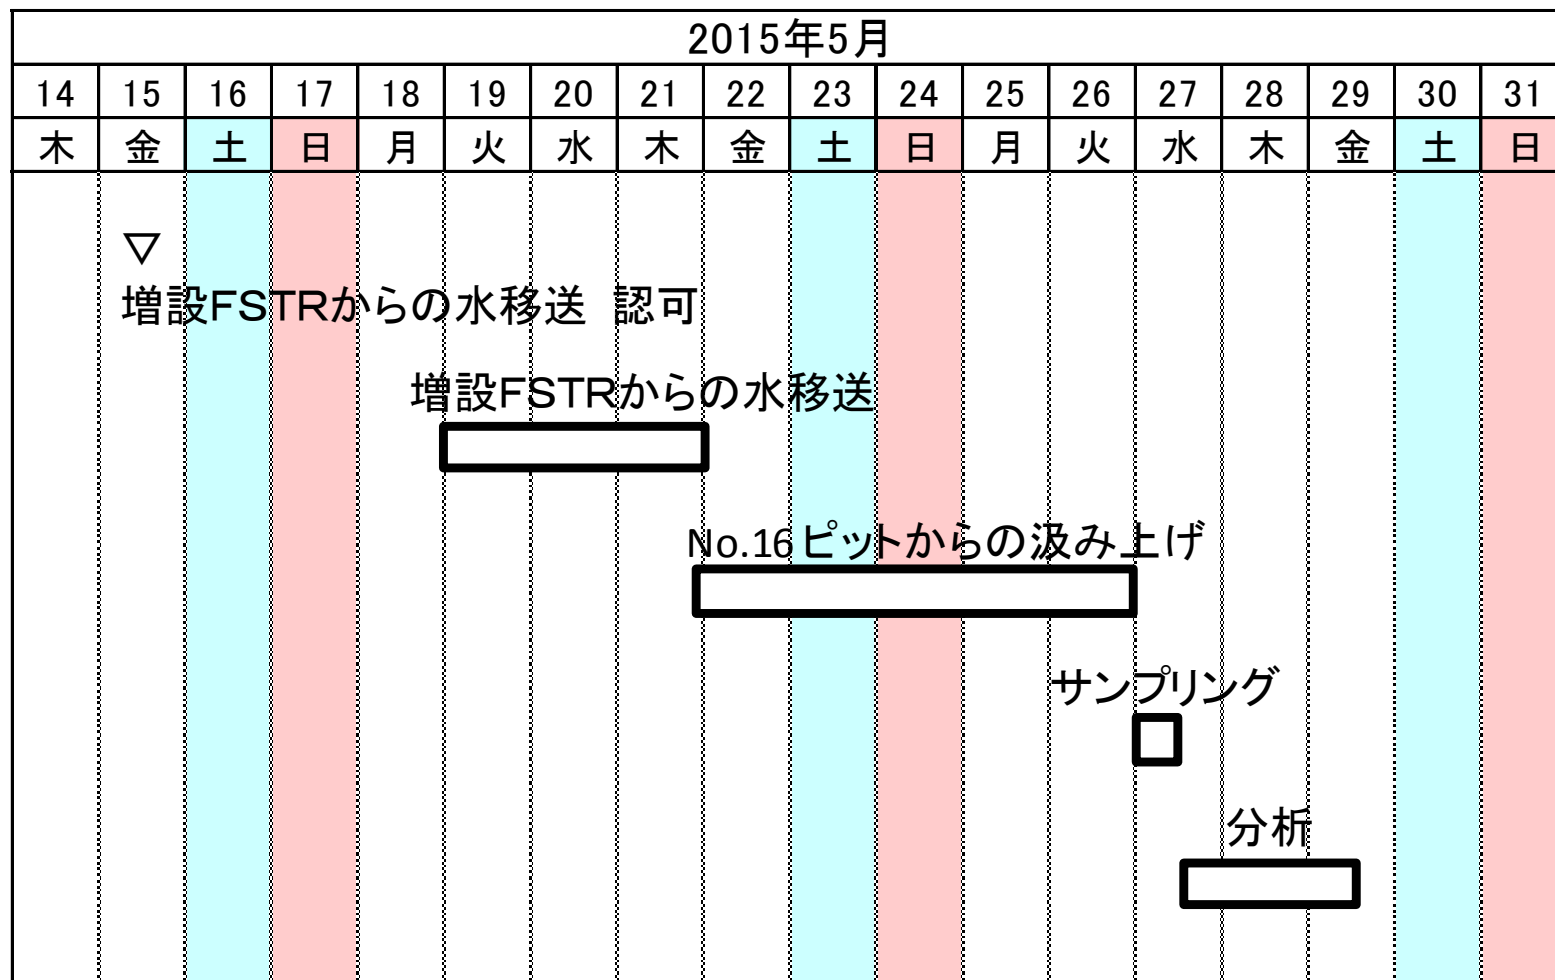 2015年5月
14 15 16 17 18 19 20 21 22 23 24 25 26 27 28 29 30 31
木 金 土 日 月 火 水 木 金 土 日 月 火 水 木 金 土 日
▽
増設FSTRからの水移送 認可
増設FSTRからの水移送
No.16ピットからの汲み上げ
サンプリング
分析